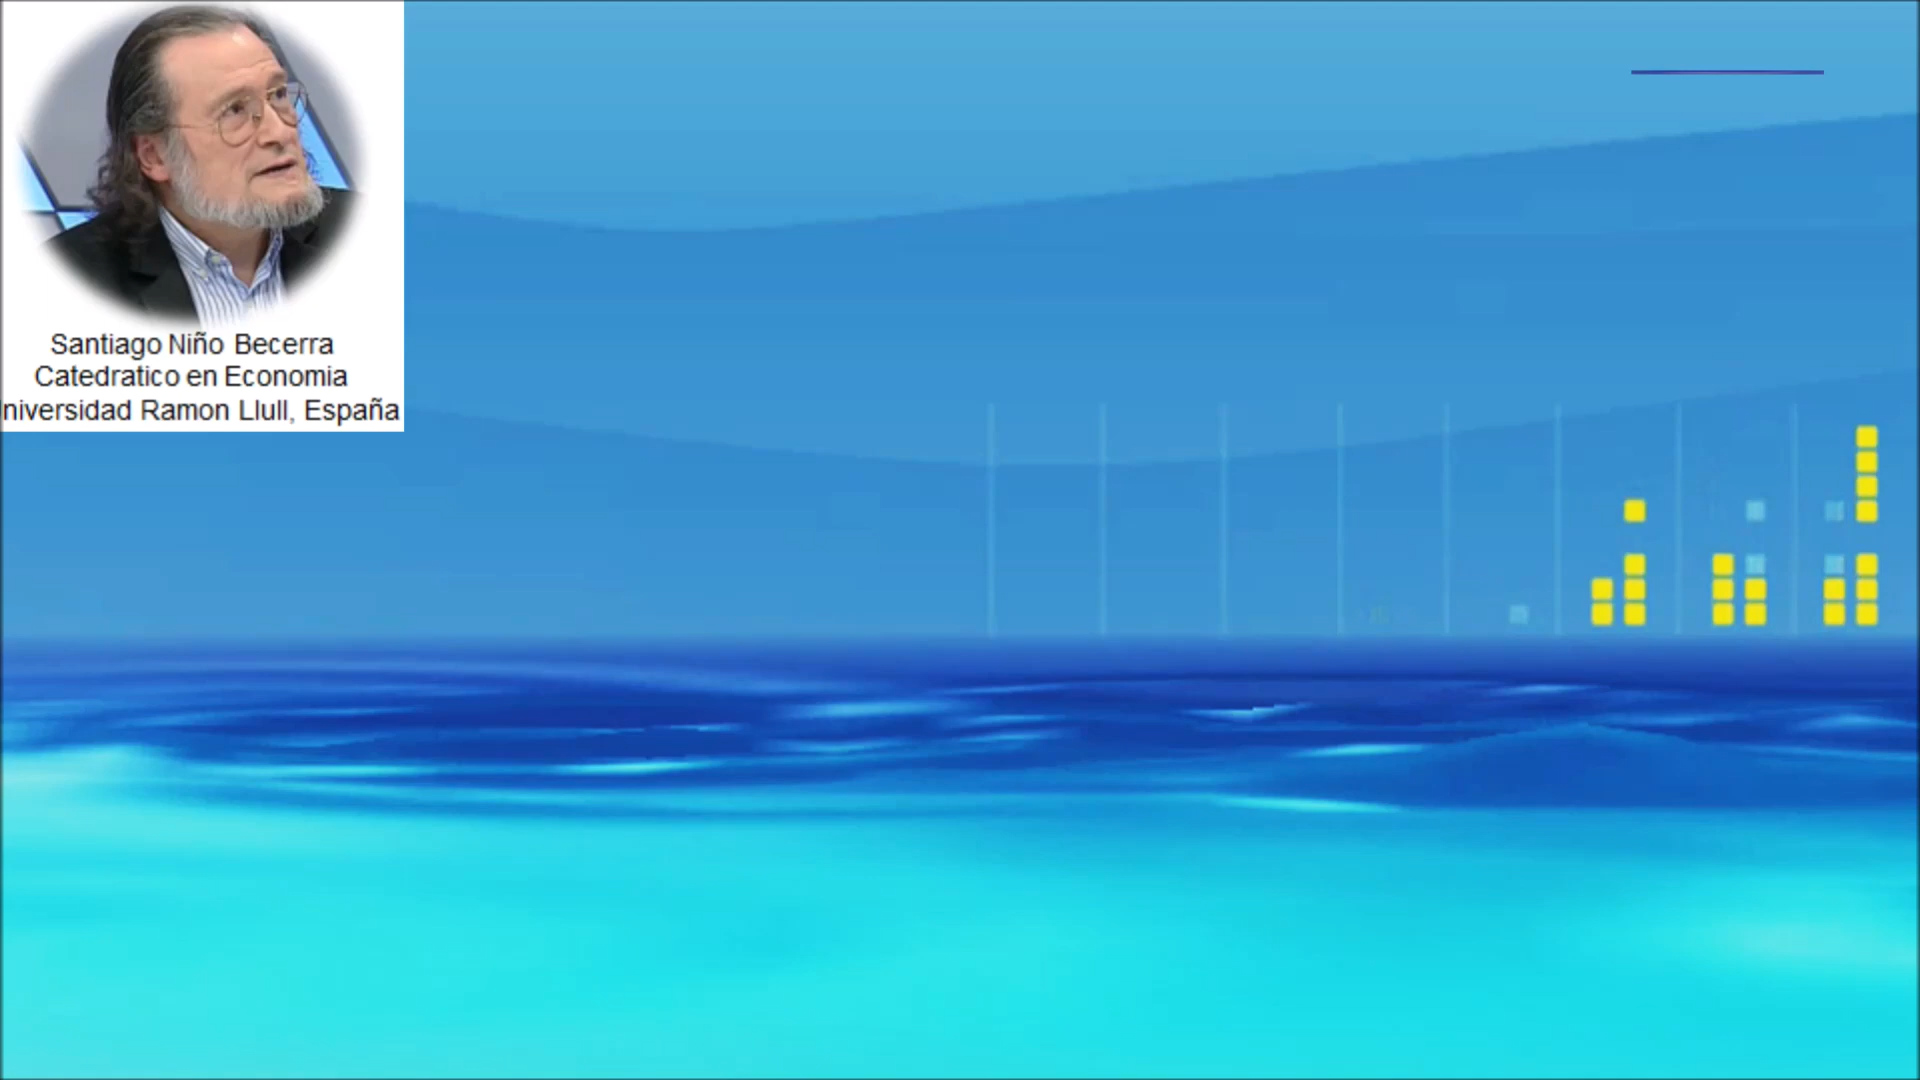 Santiago Niño Becerra
Catedratico en Economia
niversidad Ramon Llull, España